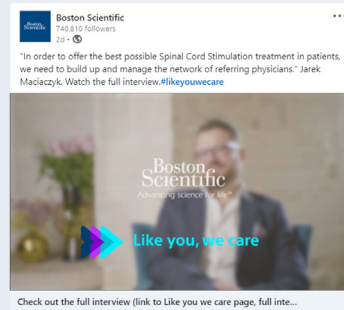 Boston Scientific
740,810 followers
2d •
"In order to offer the best possible Spinal Cord Stimulation treatment in patients,
we need to build up and manage the network of referring physicians." Jarek
Maciaczyk. Watch the full interview.#likeyouwecare
Boston
Scientific
Advancing science for life™
Like you, we care
Check out the full interview (link to Like you we care page, full inte...